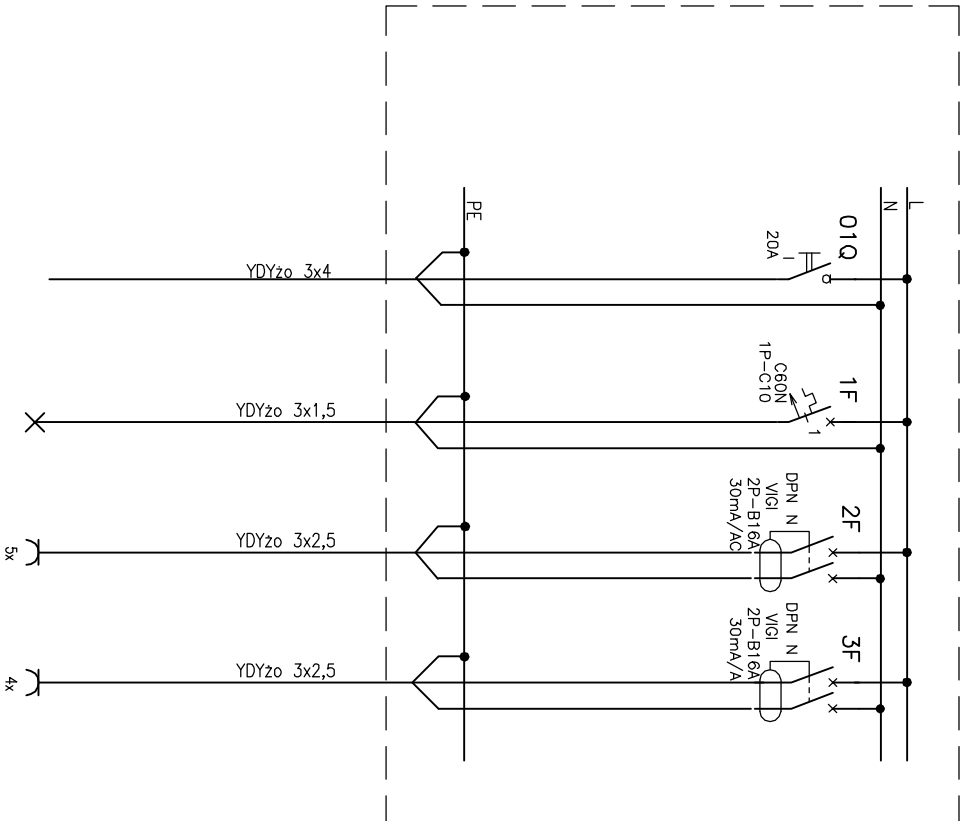 L
N
PE
01Q
I
20A
YDYżo 3x4
1F
C60N
1P-C10
1
YDYżo 3x1,5
2F
DPN N
VIGI
2P-B16A
30mA/AC
YDYżo 3x2,5
5x
3F
DPN N
VIGI
2P-B16A
30mA/A
YDYżo 3x2,5
4x